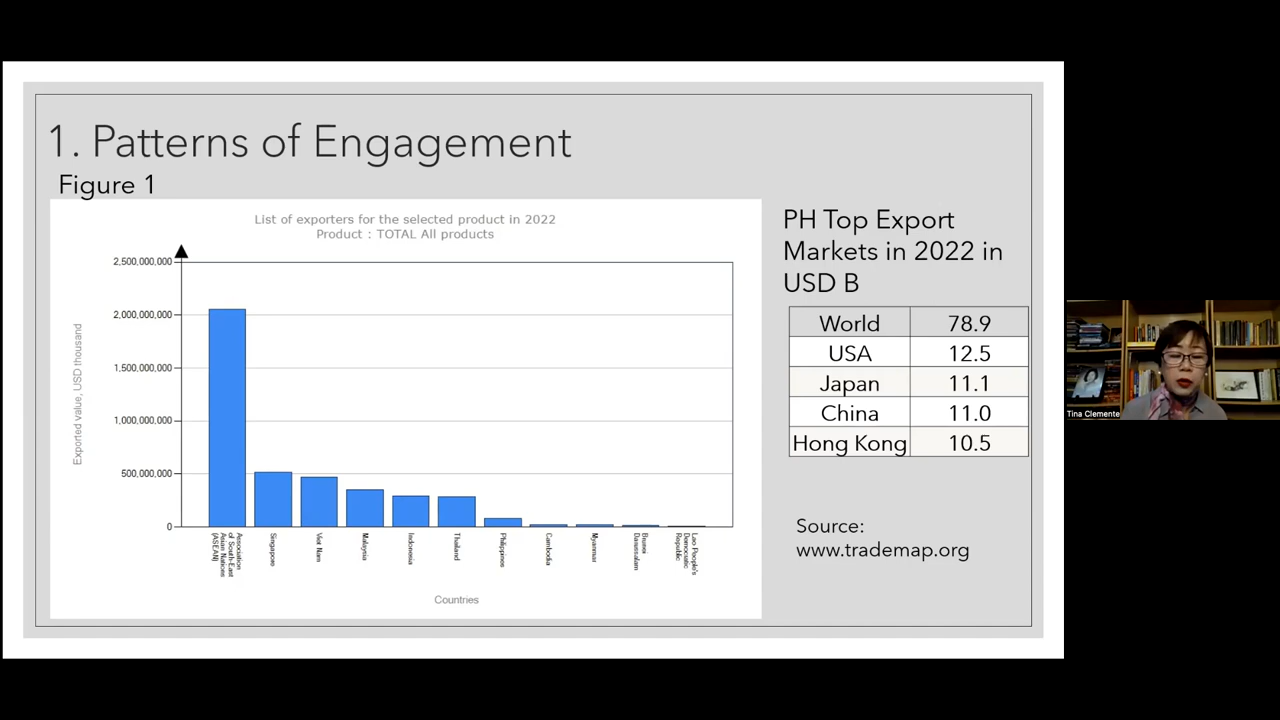 1. Patterns of Engagement
Figure 1
List of exporters for the selected product in 2022
Product : TOTAL All products
Exported value, USD thousand
2,500,000,000
2,000,000,000
1,500,000,000
1,000,000,000
500,000,000
0
Association
of South-East
Asian Nations
(ASEAN)
Singapore
Viet Nam
Malaysia
Indonesia
Thailand
Philippines
Cambodia
Myanmar
Brunei
Darussalam
Lao People's
Democratic
Republic
Countries
PH Top Export
Markets in 2022 in
USD B
World 78.9
USA 12.5
Japan 11.1
China 11.0
Hong Kong 10.5
Source:
www.trademap.org
Tina Clemente